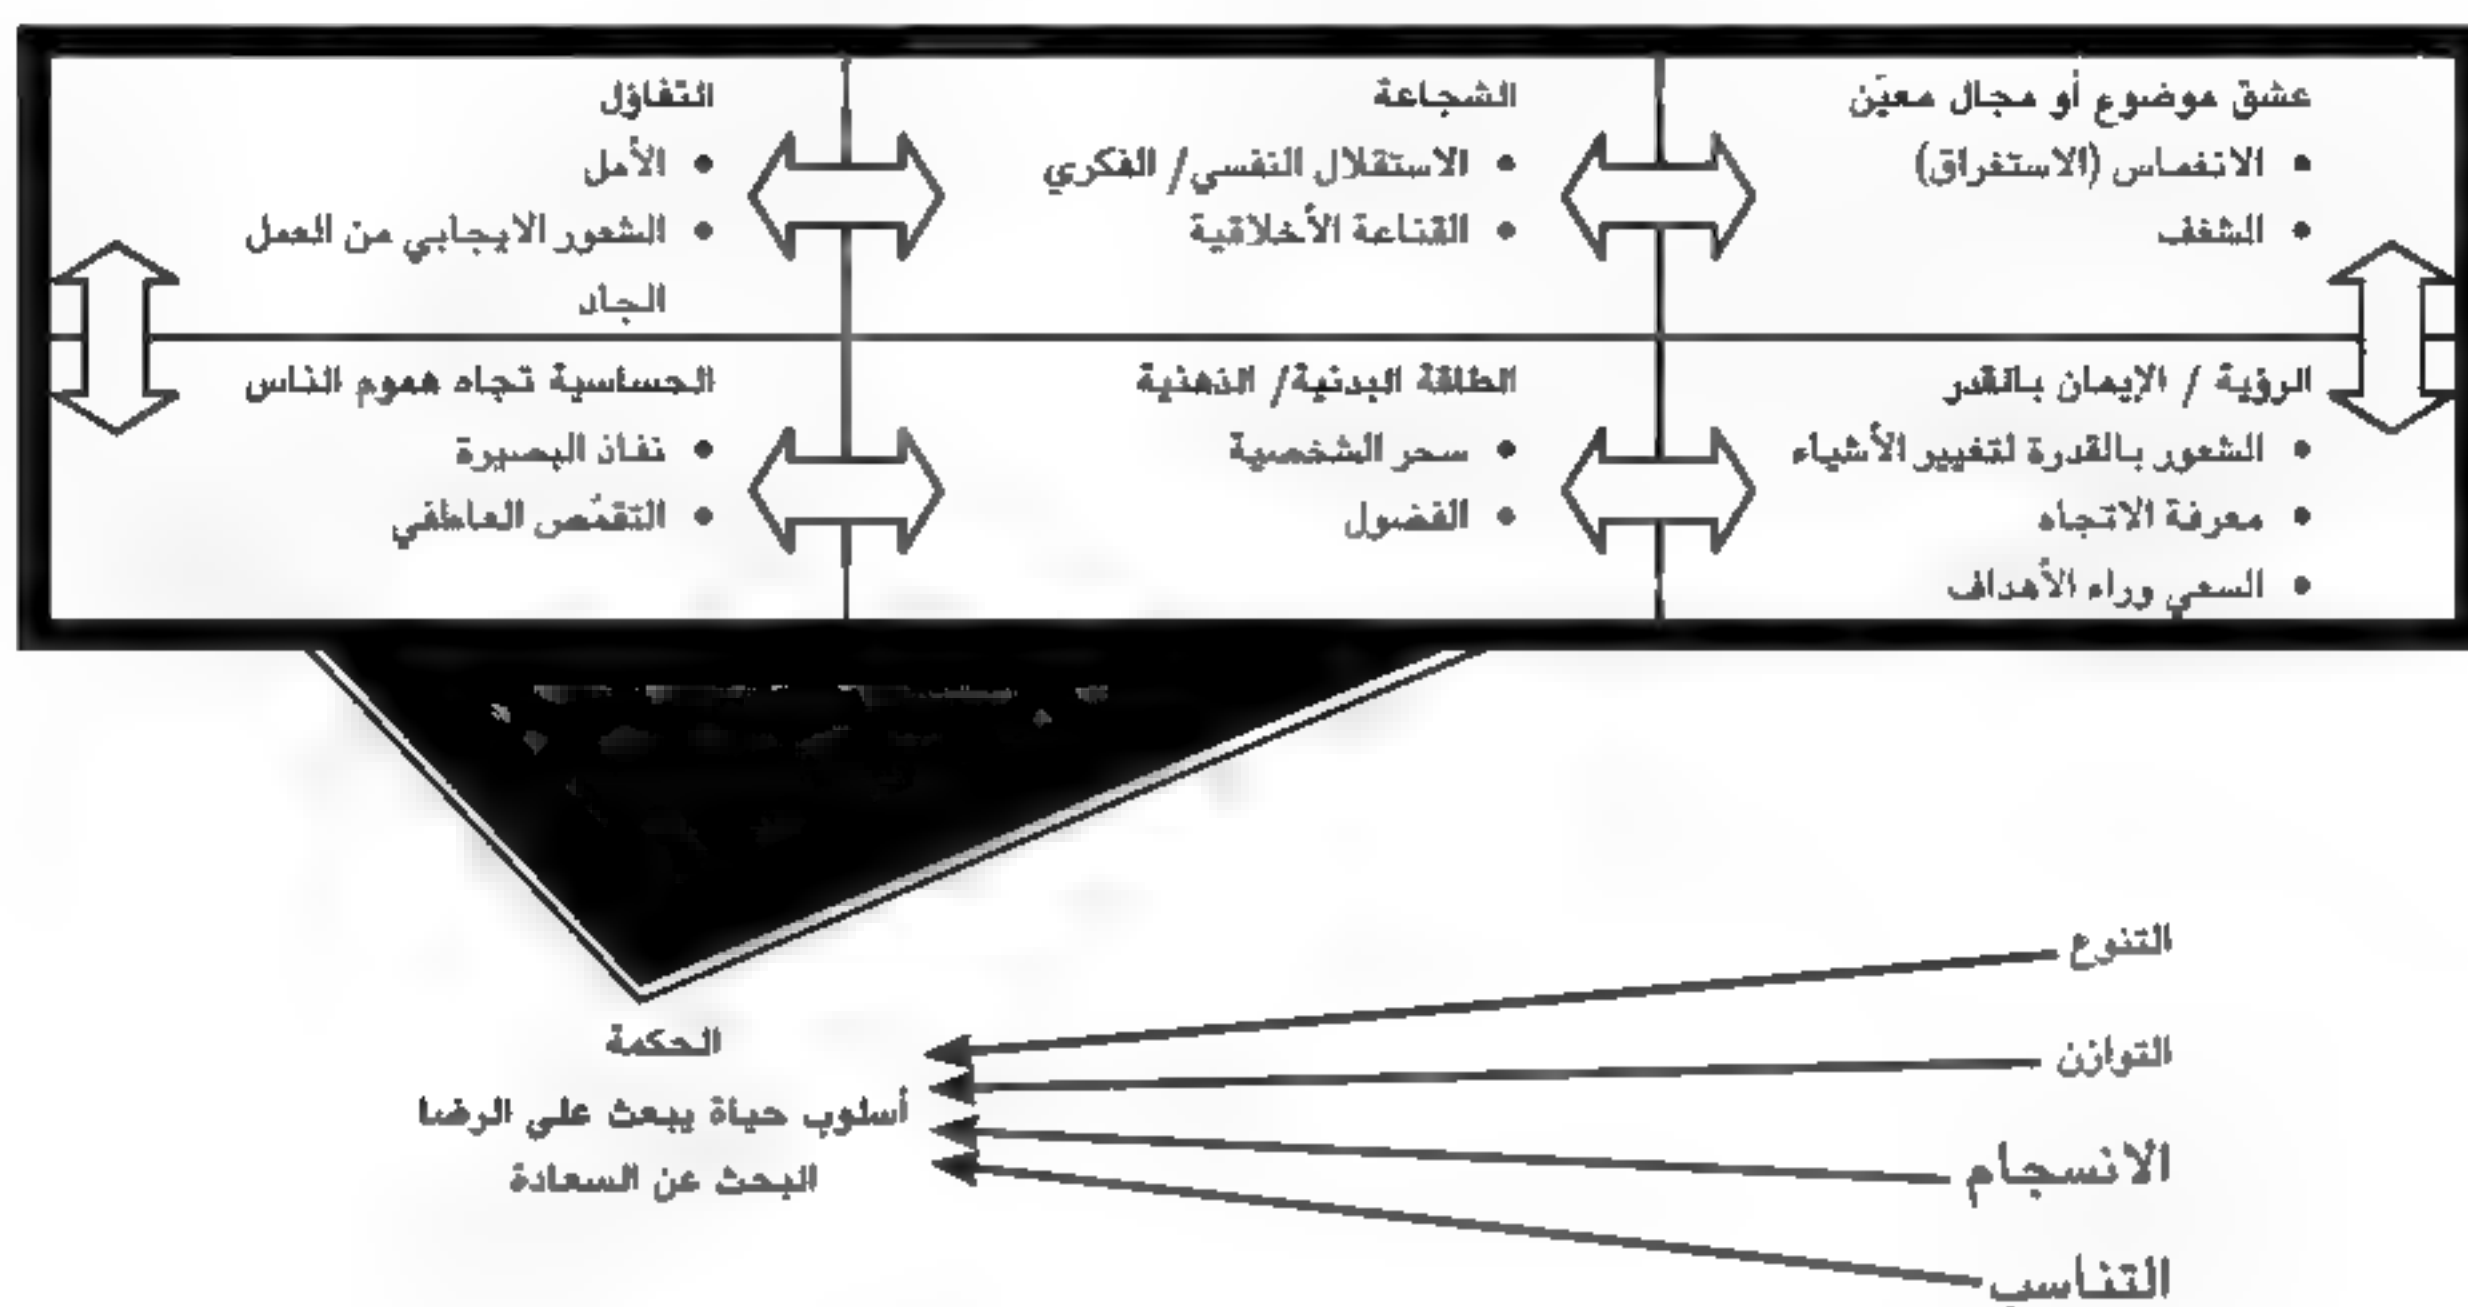 عشق موضوع أو مجال معيّن
• الانغماس (الاستغراق)
• الشغف
الشجاعة
• الاستقلال النفسي/ الفكري
• القناعة الأخلاقية
التفاؤل
• الأمل
• الشعور الايجابي من العمل
الجاد
الرؤية / الإيمان بالقدر
• الشعور بالقدرة لتغيير الأشياء
• معرفة الاتجاه
• السعي وراء الأهداف
الطاقة البدنية/ الذهنية
• سحر الشخصية
• الفضول
الحساسية تجاه هموم الناس
• نفاذ البصيرة
• التقمّص العاطفي
التنوع
التوازن
الانسجام
التناسب
الحكمة
أسلوب حياة يبعث على الرضا
البحث عن السعادة